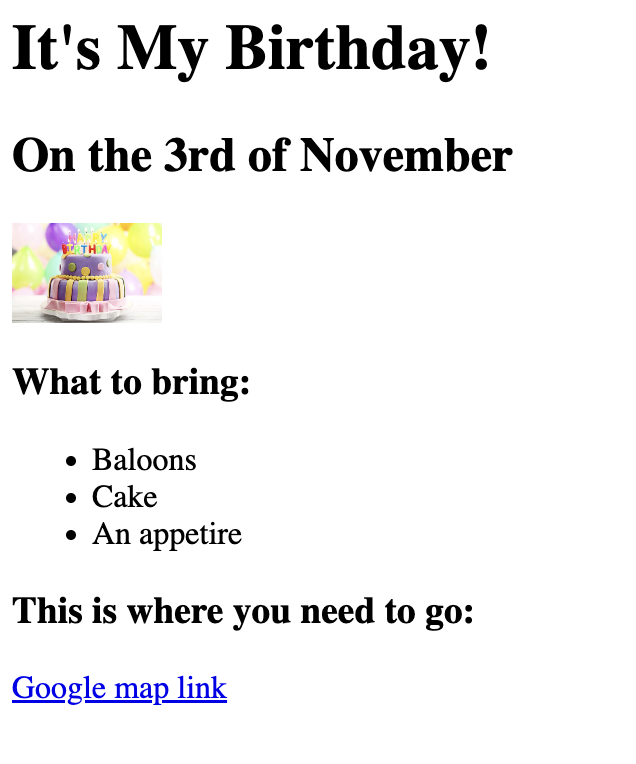 It's My Birthday!
On the 3rd of November
HAPPY
BIRTHDAY
What to bring:
Baloons
Cake
An appetire
This is where you need to go:
Google map link